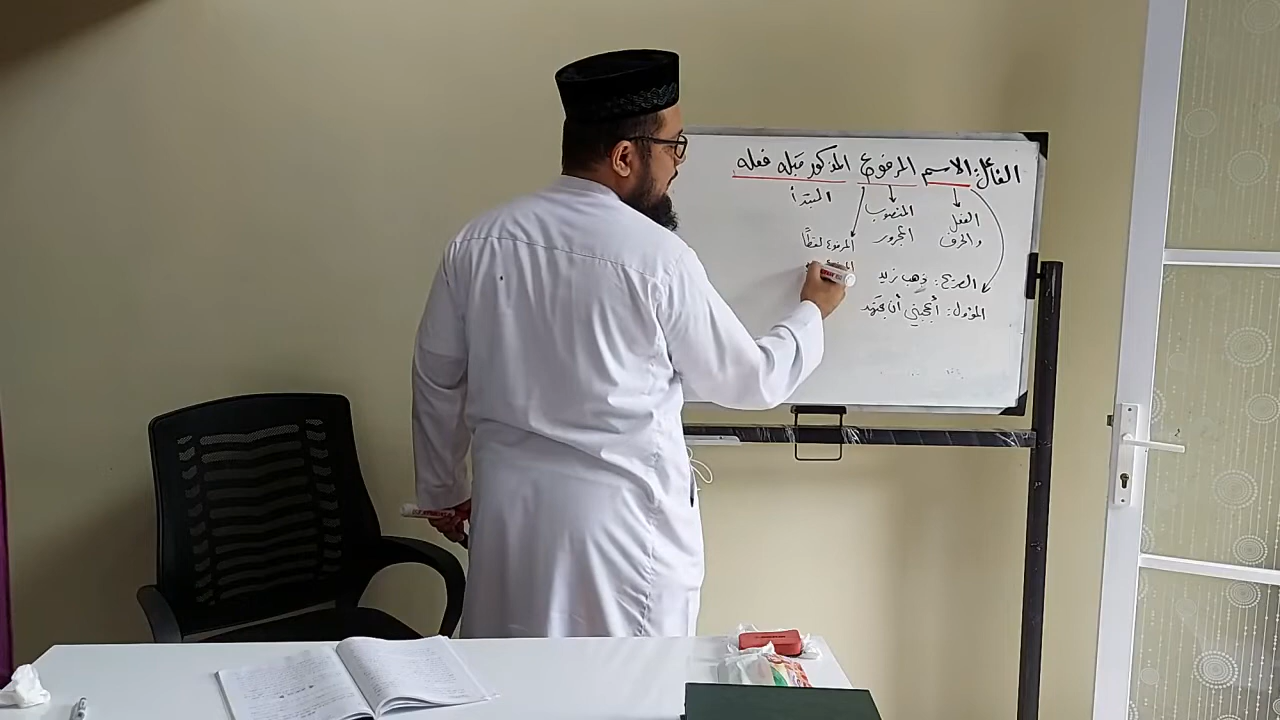 الفاعل: الاسم المرفوع المذكور قبله فعله
الفعل
والحرف
المنصوب
المجرور
المبتدأ
المرفوع لفظًا
الصريح: ذهب زيد
المؤول: أعجبني أن تجتهد